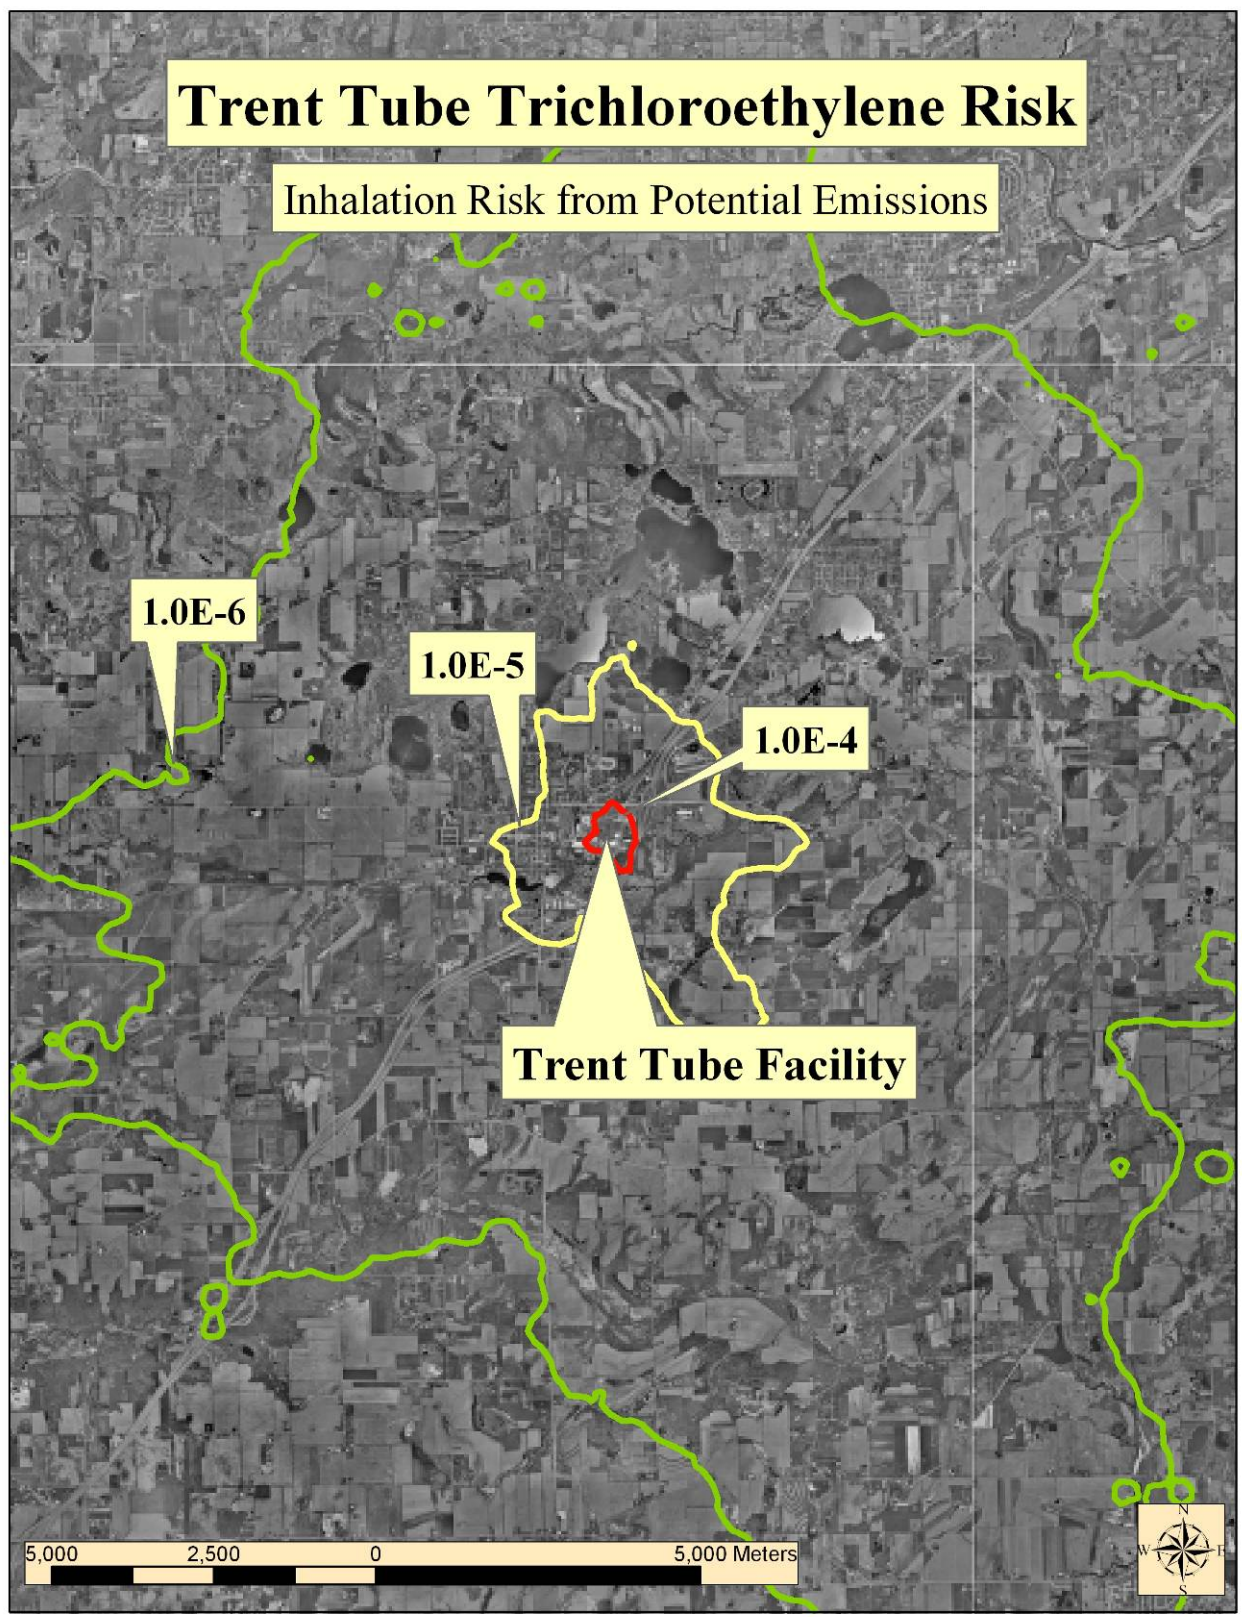 Trent Tube Trichloroethylene Risk
Inhalation Risk from Potential Emissions
1.0E-6
1.0E-5
1.0E-4
Trent Tube Facility
5,000 2,500 0 5,000 Meters
N
W E
S